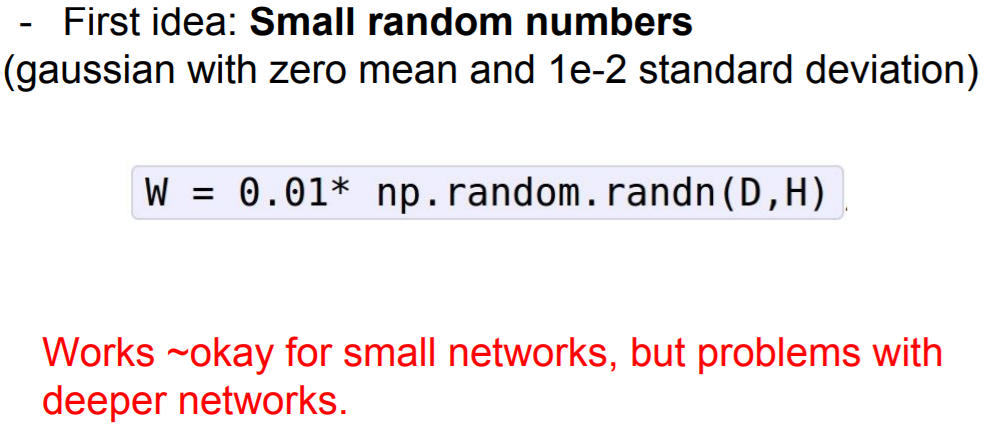 - First idea: Small random numbers
(gaussian with zero mean and 1e-2 standard deviation)
W = 0.01* np.random.randn(D,H)
Works ~okay for small networks, but problems with
deeper networks.